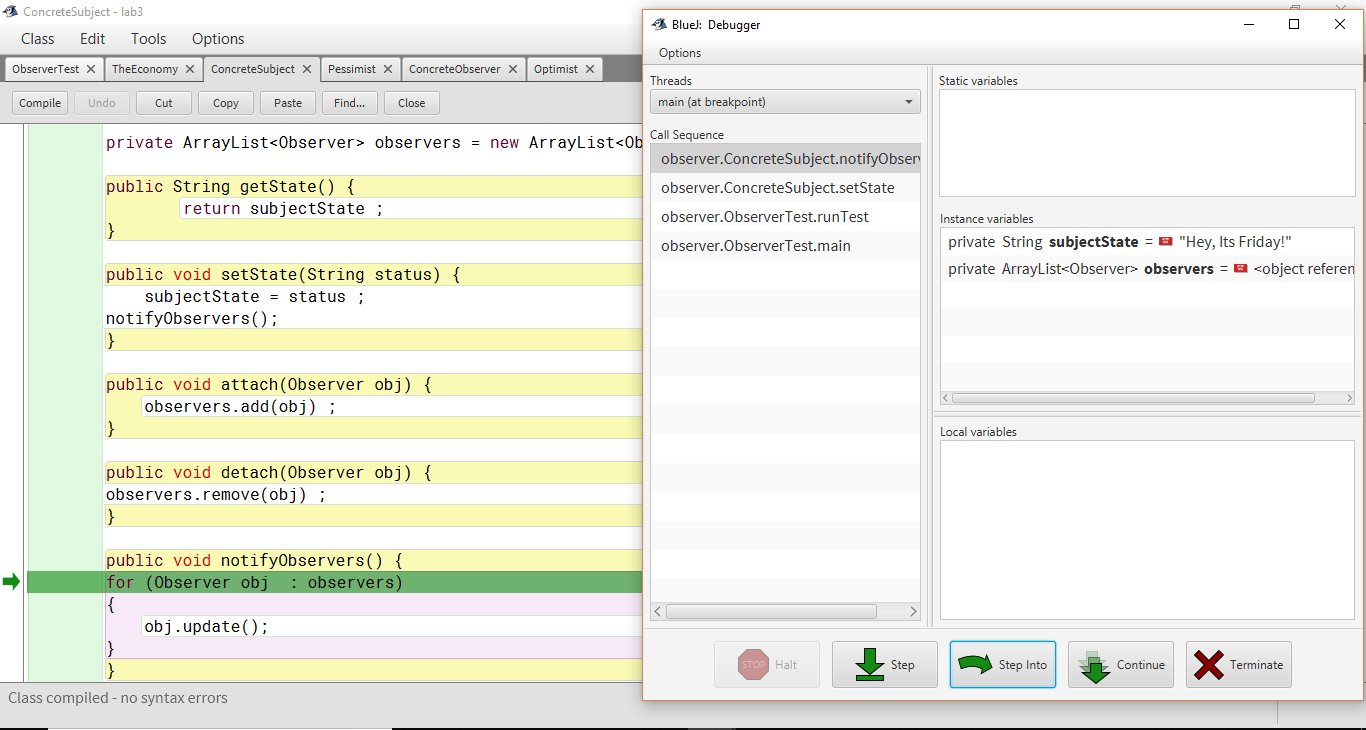 ConcreteSubject - lab3
Class Edit Tools Options
ObserverTest TheEconomy ConcreteSubject Pessimist ConcreteObserver Optimist
Compile Undo Cut Copy Paste Find... Close
private ArrayList<Observer> observers = new ArrayList<Ob
public String getState() {
return subjectState ;
}
public void setState(String status) {
subjectState = status ;
notifyObservers();
}
public void attach(Observer obj) {
observers.add(obj) ;
}
public void detach(Observer obj) {
observers.remove(obj) ;
}
public void notifyObservers() {
for (Observer obj  : observers)
{
obj.update();
}
}
Class compiled - no syntax errors
BlueJ: Debugger
Options
Threads
main (at breakpoint)
Call Sequence
observer.ConcreteSubject.notifyObserv
observer.ConcreteSubject.setState
observer.ObserverTest.runTest
observer.ObserverTest.main
Static variables
Instance variables
private String subjectState = "Hey, Its Friday!"
private ArrayList<Observer> observers = <object referen
Local variables
STOP Halt Step Step Into Continue Terminate